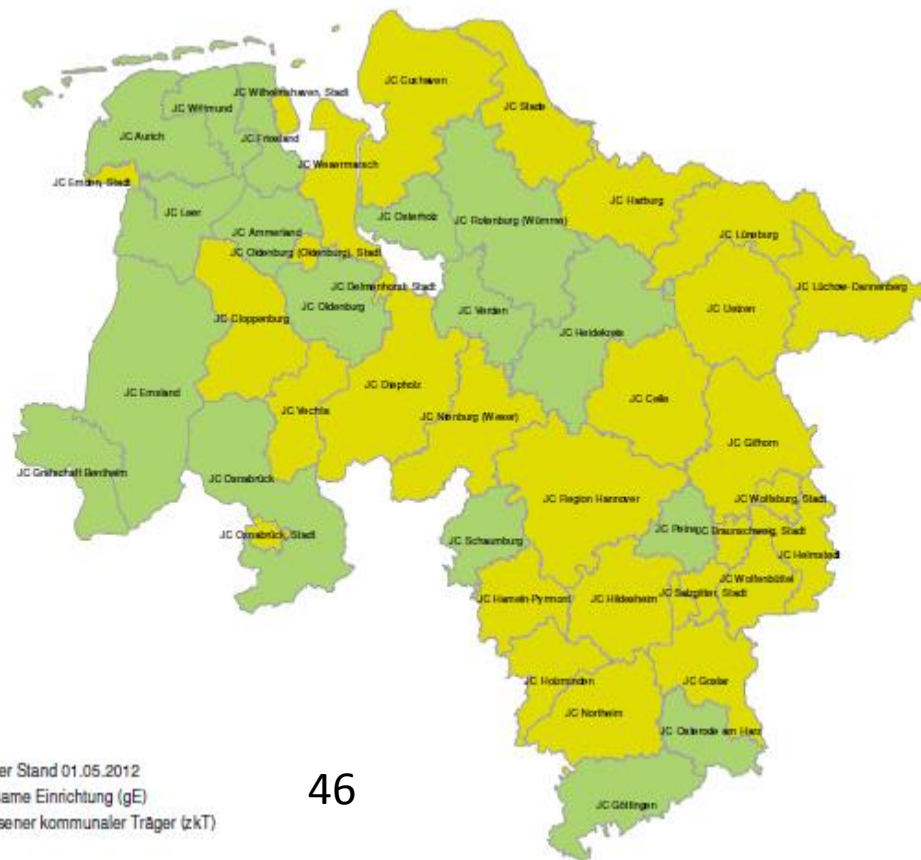 JC Cuxhaven
JC Wilhelmshaven, Stadt
JC Stade
JC Wittmund
JC Aurich
JC Friesland
JC Wesermarsch
JC Emden, Stadt
JC Harburg
JC Leer
JC Osterholz
JC Rotenburg (Wümme)
JC Ammerland
JC Lüneburg
JC Oldenburg (Oldenburg), Stadt
JC Delmenhorst, Stadt
JC Lüchow-Dannenberg
JC Oldenburg
JC Verden
JC Uelzen
JC Cloppenburg
JC Heidekreis
JC Diepholz
JC Emsland
JC Celle
JC Vechta
JC Nienburg (Weser)
JC Gifhorn
JC Grafschaft Bentheim
JC Osnabrück
JC Region Hannover
JC Wolfsburg, Stadt
JC Peine
JC Braunschweig, Stadt
JC Osnabrück, Stadt
JC Schaumburg
JC Helmstedt
JC Wolfenbüttel
JC Salzgitter, Stadt
JC Hameln-Pyrmont
JC Hildesheim
JC Holzminden
JC Goslar
JC Northeim
JC Osterode am Harz
JC Göttingen
er Stand 01.05.2012
ame Einrichtung (gE)
sener kommunaler Träger (zkT)
46